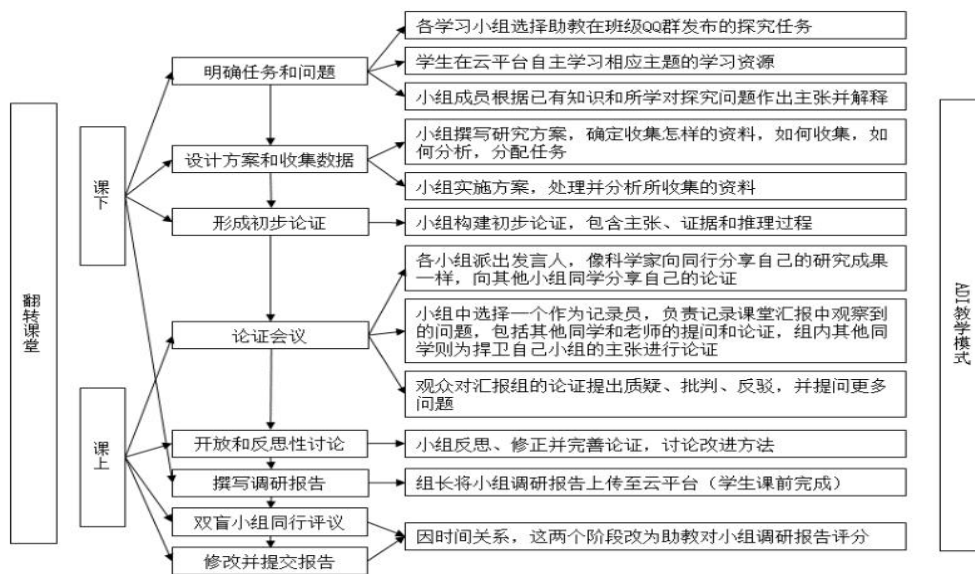 翻转课堂
课下
课上
明确任务和问题
设计方案和收集数据
形成初步论证
论证会议
开放和反思性讨论
撰写调研报告
双盲小组同行评议
修改并提交报告
各学习小组选择助教在班级QQ群发布的探究任务
学生在云平台自主学习相应主题的学习资源
小组成员根据已有知识和所学对探究问题作出主张并解释
小组撰写研究方案，确定收集怎样的资料，如何收集，如
何分析，分配任务
小组实施方案，处理并分析所收集的资料
小组构建初步论证，包含主张、证据和推理过程
各小组派出发言人，像科学家向同行分享自己的研究成果
一样，向其他小组同学分享自己的论证
小组中选择一个作为记录员，负责记录课堂汇报中观察到
的问题，包括其他同学和老师的提问和论证，组内其他同
学则为捍卫自己小组的主张进行论证
观众对汇报组的论证提出质疑、批判、反驳，并提问更多
问题
小组反思、修正并完善论证，讨论改进方法
组长将小组调研报告上传至云平台（学生课前完成）
因时间关系，这两个阶段改为助教对小组调研报告评分
ADI教学模式